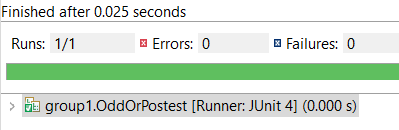 Finished after 0.025 seconds
Runs: 1/1 Errors: 0 Failures: 0
group1.OddOrPostest [Runner: JUnit 4] (0.000 s)